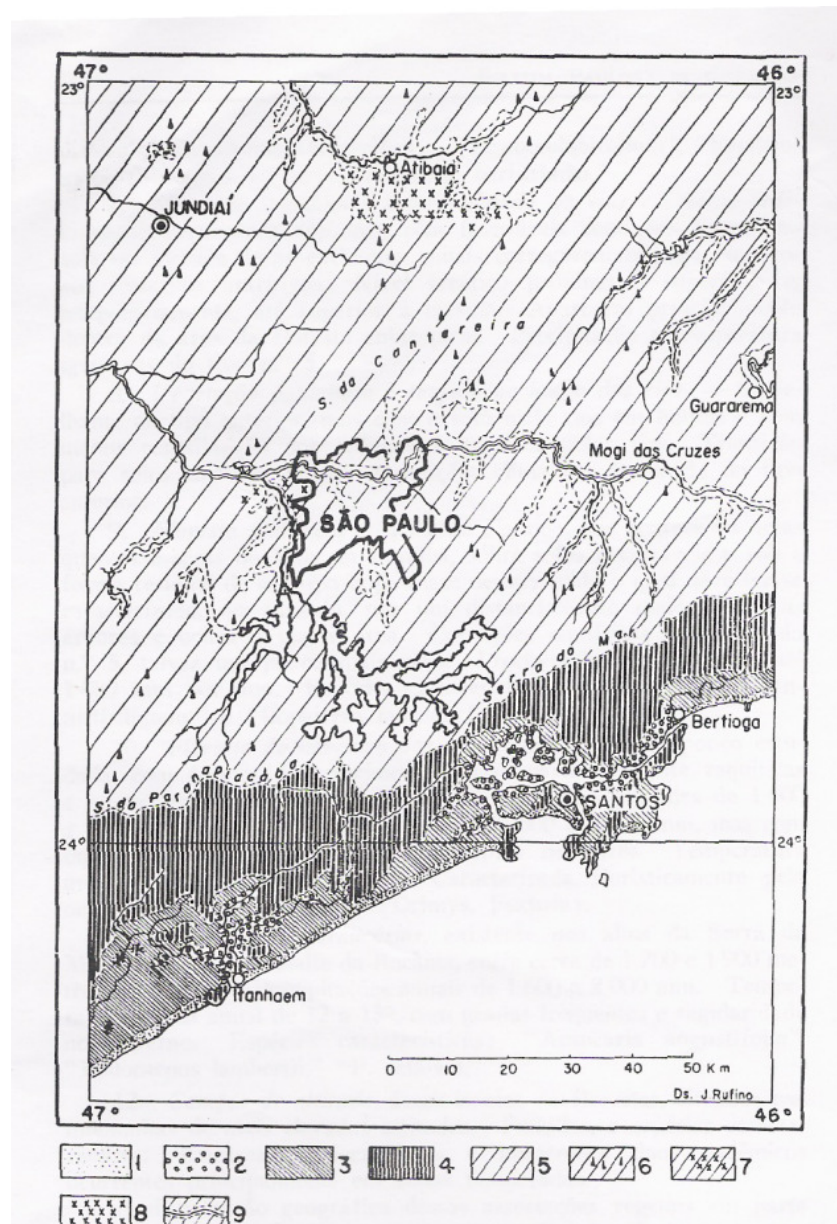 47° 46°
23° 23°
Atibaia
JUNDIAÍ
S. da Cantareira
Guararema
Mogi das Cruzes
SÃO PAULO
Serra do Mar
Bertioga
S. do Paranapiacaba
SANTOS
24° 24°
Itanhaem
0 10 20 30 40 50 Km
Ds. J. Rufino
47° 46°
1 2 3 4 5 6 7
8 9